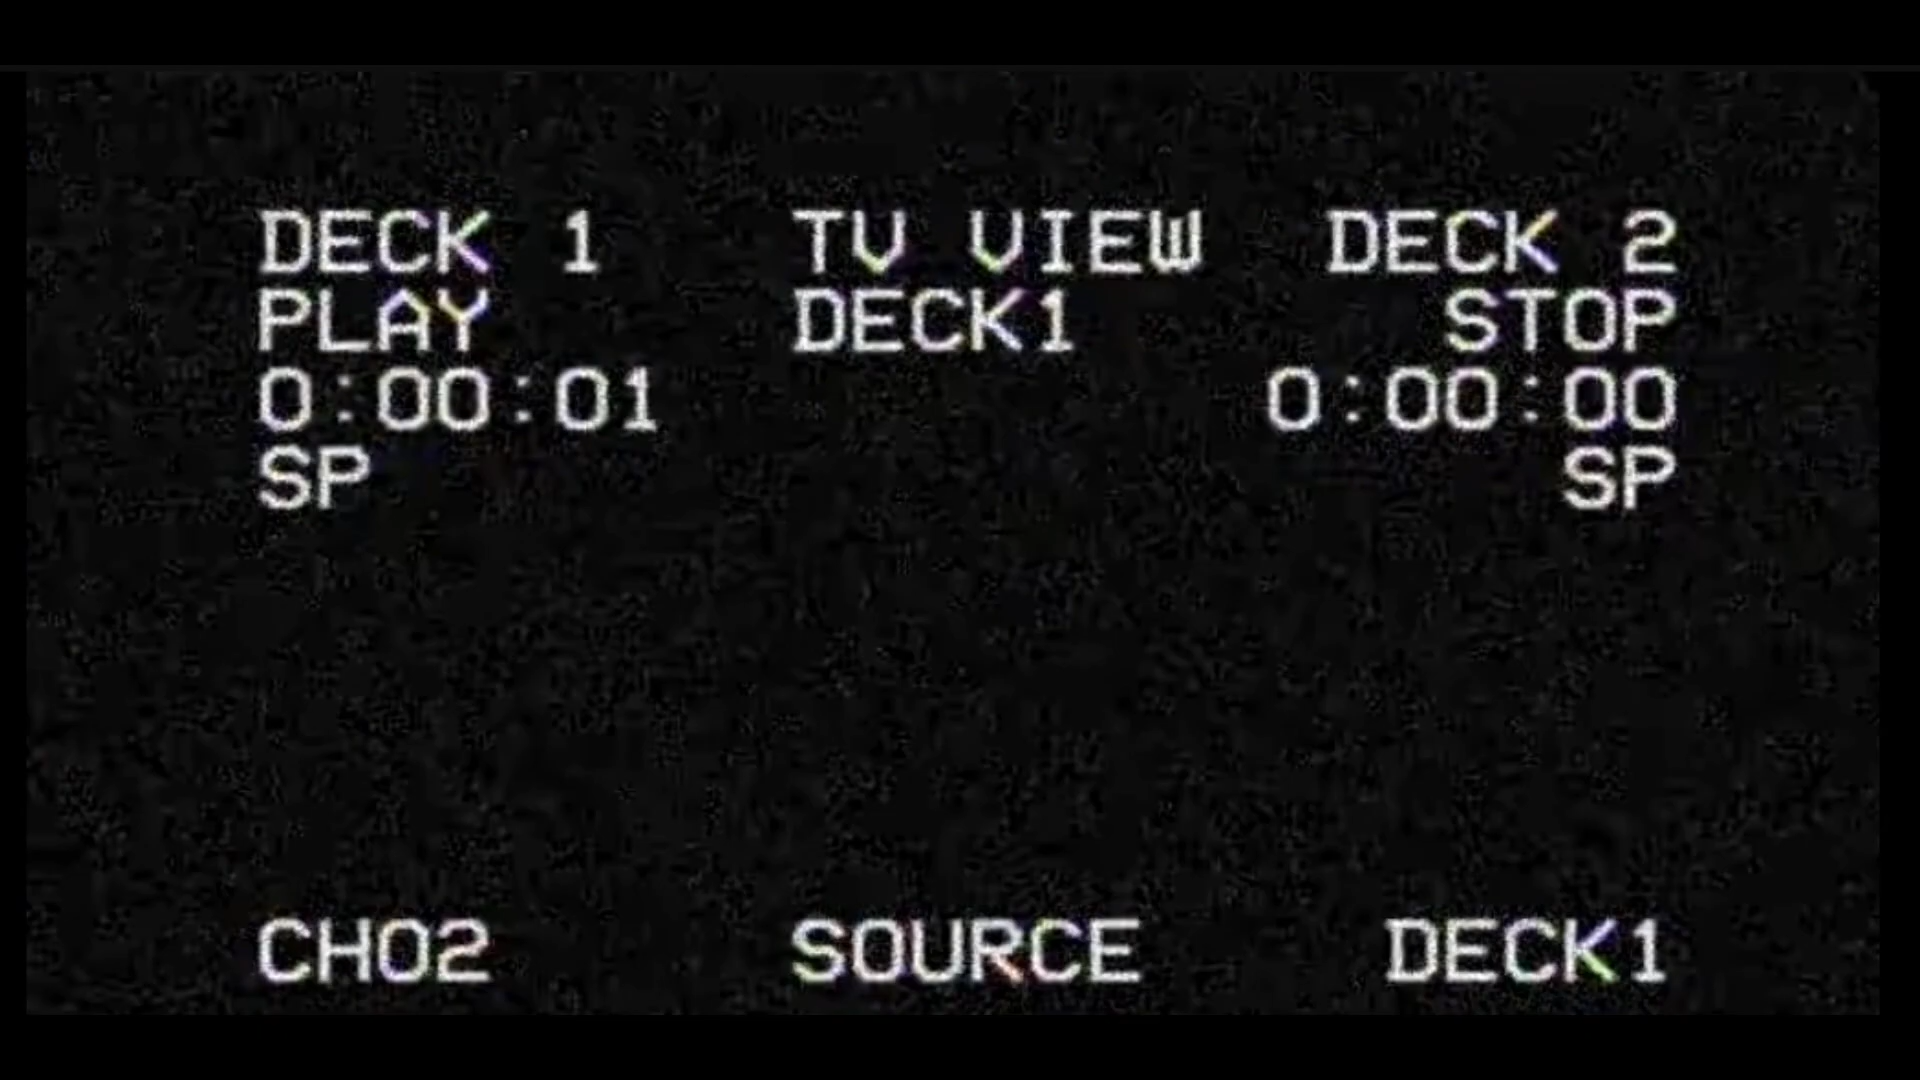 DECK 1 TV VIEW DECK 2
PLAY DECK1 STOP
0:00:01 0:00:00
SP SP
CH02 SOURCE DECK1